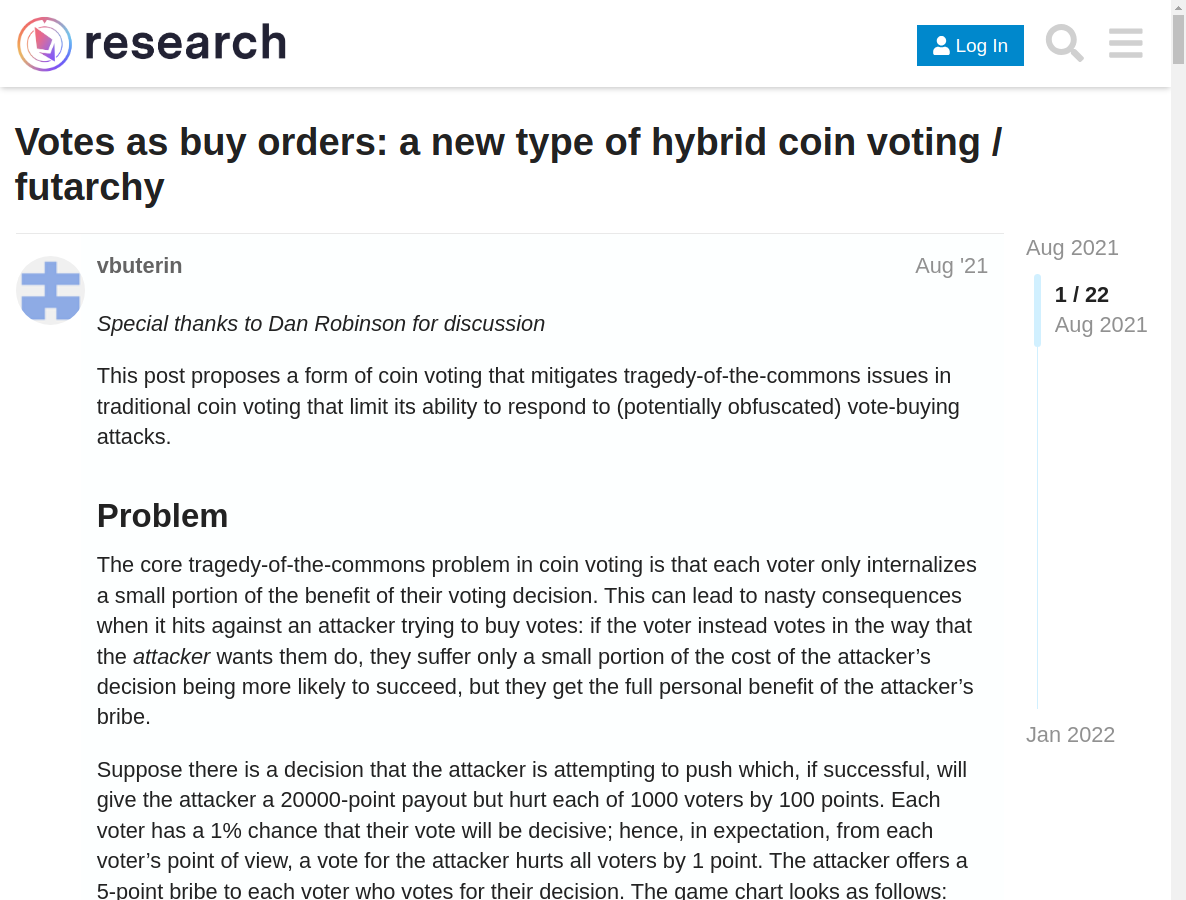 research
Log In
Votes as buy orders: a new type of hybrid coin voting /
futarchy
vbuterin
Aug '21
Special thanks to Dan Robinson for discussion
This post proposes a form of coin voting that mitigates tragedy-of-the-commons issues in
traditional coin voting that limit its ability to respond to (potentially obfuscated) vote-buying
attacks.
Problem
The core tragedy-of-the-commons problem in coin voting is that each voter only internalizes
a small portion of the benefit of their voting decision. This can lead to nasty consequences
when it hits against an attacker trying to buy votes: if the voter instead votes in the way that
the attacker wants them do, they suffer only a small portion of the cost of the attacker’s
decision being more likely to succeed, but they get the full personal benefit of the attacker’s
bribe.
Suppose there is a decision that the attacker is attempting to push which, if successful, will
give the attacker a 20000-point payout but hurt each of 1000 voters by 100 points. Each
voter has a 1% chance that their vote will be decisive; hence, in expectation, from each
voter’s point of view, a vote for the attacker hurts all voters by 1 point. The attacker offers a
5-point bribe to each voter who votes for their decision. The game chart looks as follows:
Aug 2021
1 / 22
Aug 2021
Jan 2022